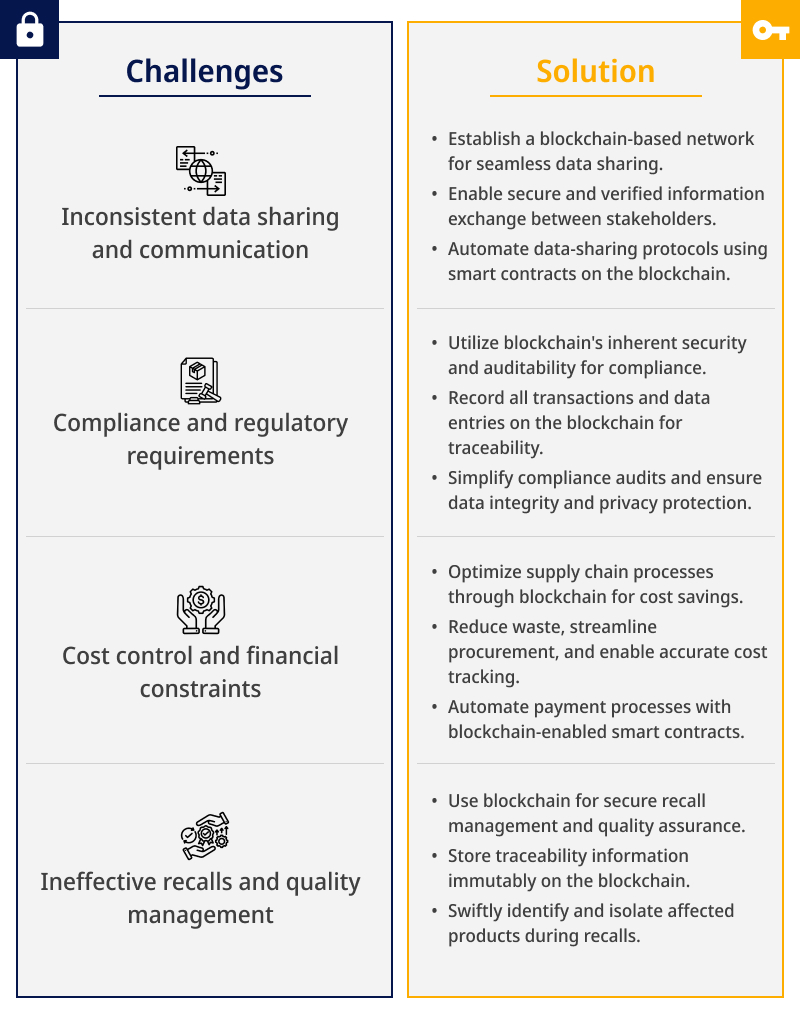 Challenges
Inconsistent data sharing
and communication
Compliance and regulatory
requirements
Cost control and financial
constraints
Ineffective recalls and quality
management
Solution
• Establish a blockchain-based network
for seamless data sharing.
• Enable secure and verified information
exchange between stakeholders.
• Automate data-sharing protocols using
smart contracts on the blockchain.
• Utilize blockchain's inherent security
and auditability for compliance.
• Record all transactions and data
entries on the blockchain for
traceability.
• Simplify compliance audits and ensure
data integrity and privacy protection.
• Optimize supply chain processes
through blockchain for cost savings.
• Reduce waste, streamline
procurement, and enable accurate cost
tracking.
• Automate payment processes with
blockchain-enabled smart contracts.
• Use blockchain for secure recall
management and quality assurance.
• Store traceability information
immutably on the blockchain.
• Swiftly identify and isolate affected
products during recalls.